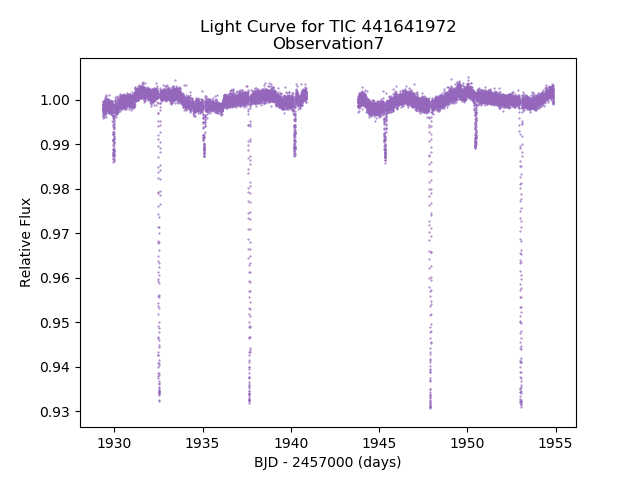 Light Curve for TIC 441641972
Observation7
Relative Flux
1.00
0.99
0.98
0.97
0.96
0.95
0.94
0.93
1930 1935 1940 1945 1950 1955
BJD - 2457000 (days)